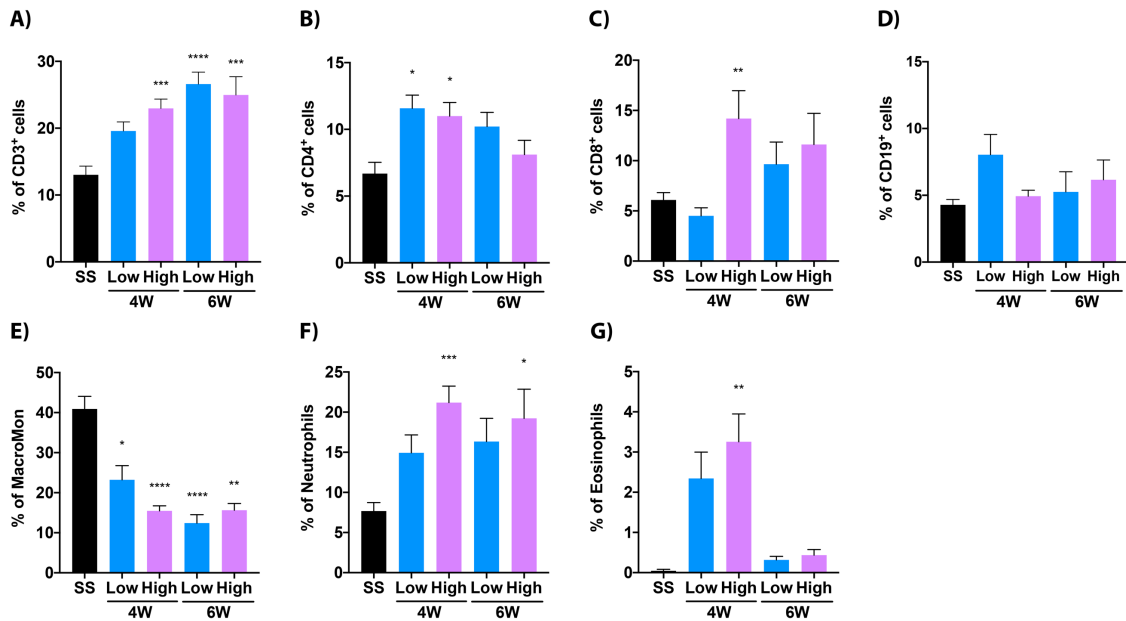 A)
% of CD3+ cells
30
20
10
0
***
****
***
SS Low High Low High
4W 6W
B)
% of CD4+ cells
15
10
5
0
*
*
SS Low High Low High
4W 6W
C)
% of CD8+ cells
20
15
10
5
0
**
SS Low High Low High
4W 6W
D)
% of CD19+ cells
15
10
5
0
SS Low High Low High
4W 6W
E)
% of MacroMon
50
40
30
20
10
0
*
****
****
**
SS Low High Low High
4W 6W
F)
% of Neutrophils
25
20
15
10
5
0
***
*
SS Low High Low High
4W 6W
G)
% of Eosinophils
5
4
3
2
1
0
**
SS Low High Low High
4W 6W